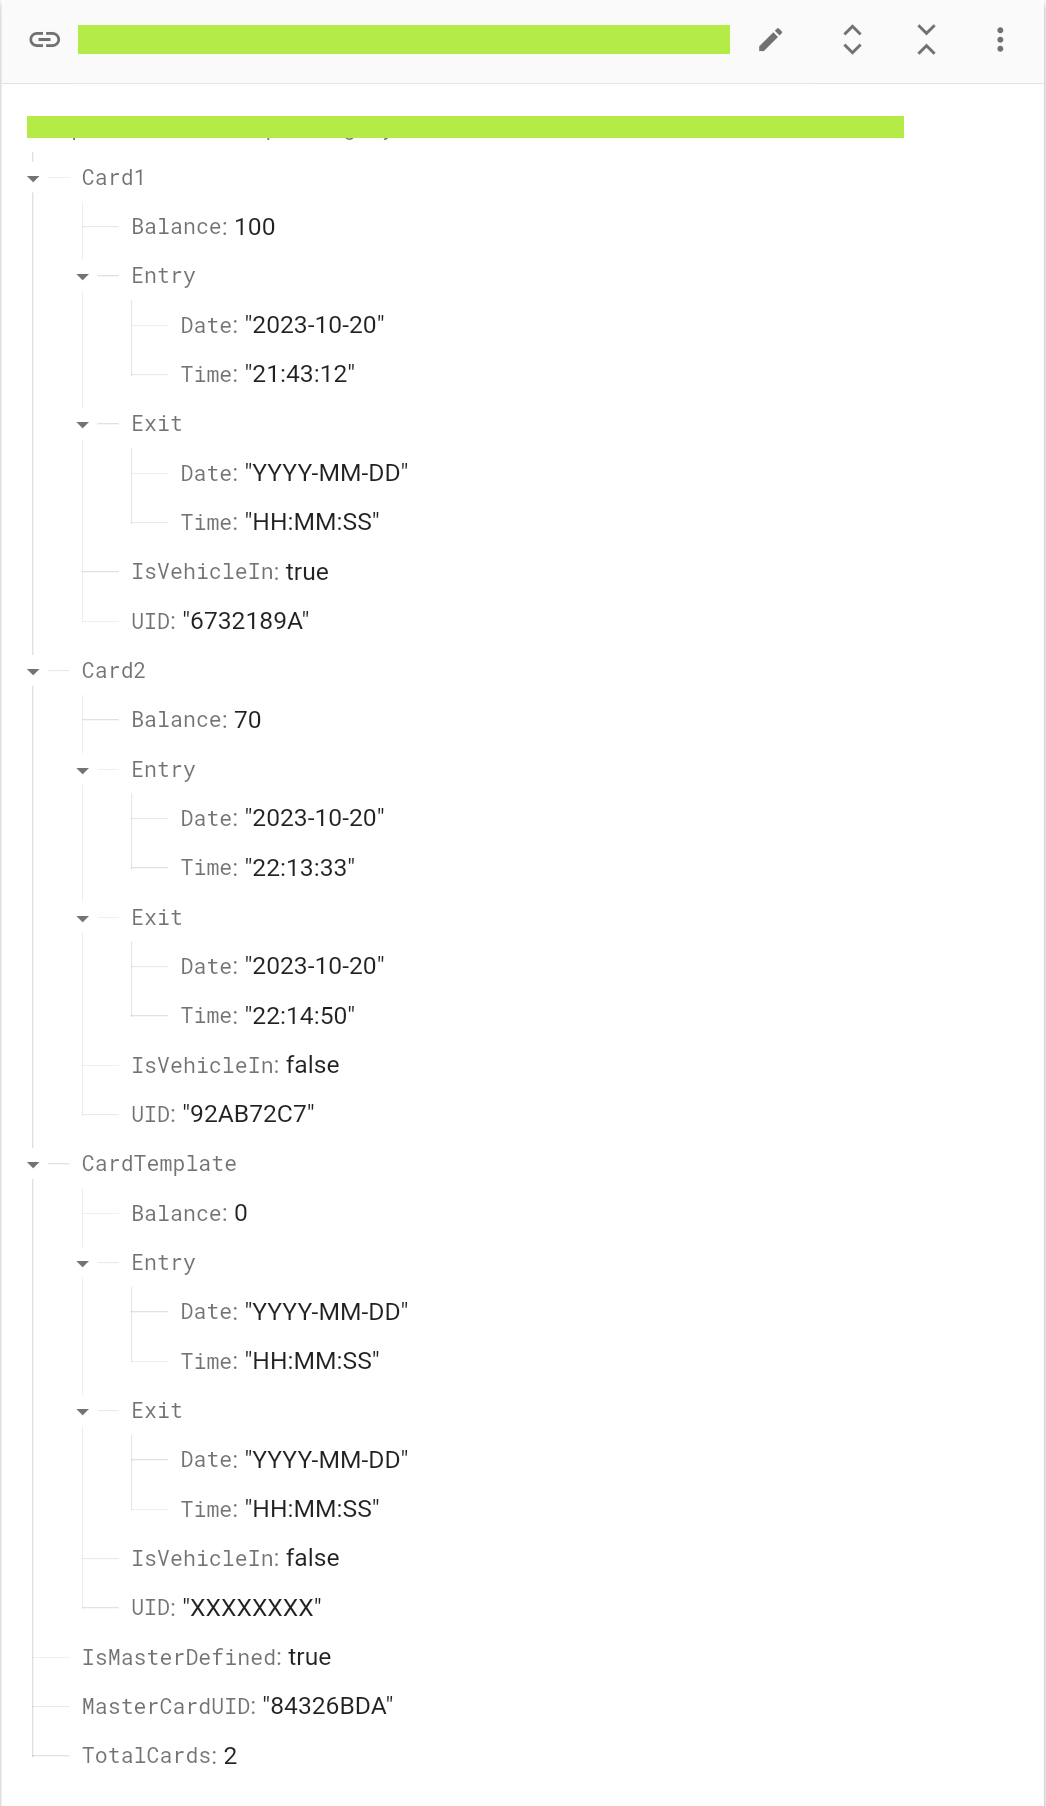 Card1
Balance: 100
Entry
Date: "2023-10-20"
Time: "21:43:12"
Exit
Date: "YYYY-MM-DD"
Time: "HH:MM:SS"
IsVehicleIn: true
UID: "6732189A"
Card2
Balance: 70
Entry
Date: "2023-10-20"
Time: "22:13:33"
Exit
Date: "2023-10-20"
Time: "22:14:50"
IsVehicleIn: false
UID: "92AB72C7"
CardTemplate
Balance: 0
Entry
Date: "YYYY-MM-DD"
Time: "HH:MM:SS"
Exit
Date: "YYYY-MM-DD"
Time: "HH:MM:SS"
IsVehicleIn: false
UID: "XXXXXXXX"
IsMasterDefined: true
MasterCardUID: "84326BDA"
TotalCards: 2